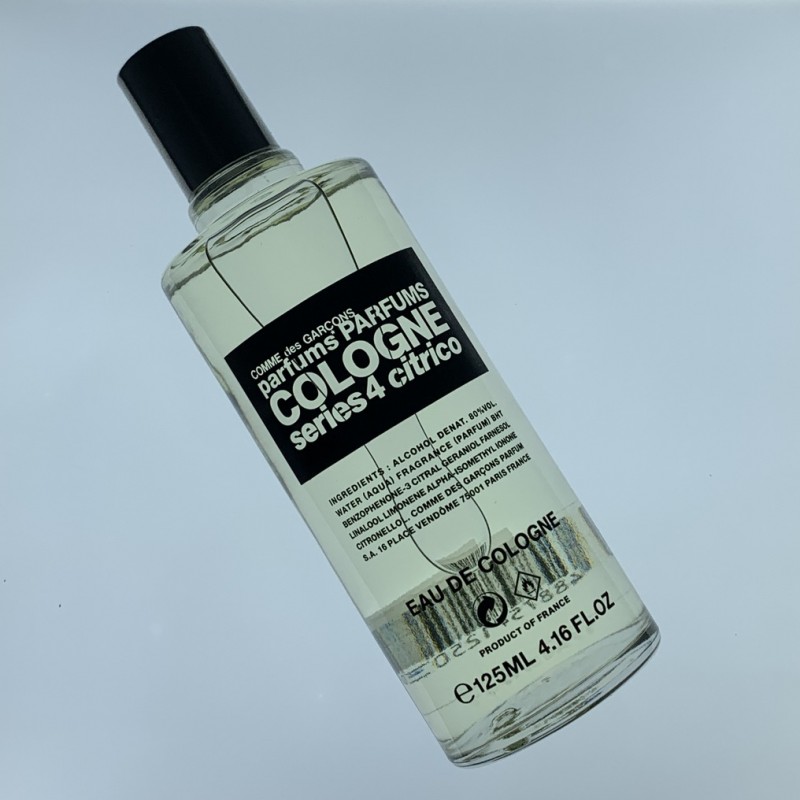 COMME des GARÇONS
parfums*PARFUMS
COLOGNE
series4 citrico
INGREDIENTS : ALCOHOL DENAT. 80%VOL.
WATER (AQUA) FRAGRANCE (PARFUM) BHT
BENZOPHENONE-3 CITRAL GERANIOL FARNESOL
LINALOOL LIMONENE ALPHA-ISOMETHYL IONONE
CITRONELLOL. COMME DES GARÇONS PARFUM
S.A. 16 PLACE VENDÔME 75001 PARIS FRANCE
EAU DE COLOGNE
PRODUCT OF FRANCE
℮125ML 4.16 FL.OZ